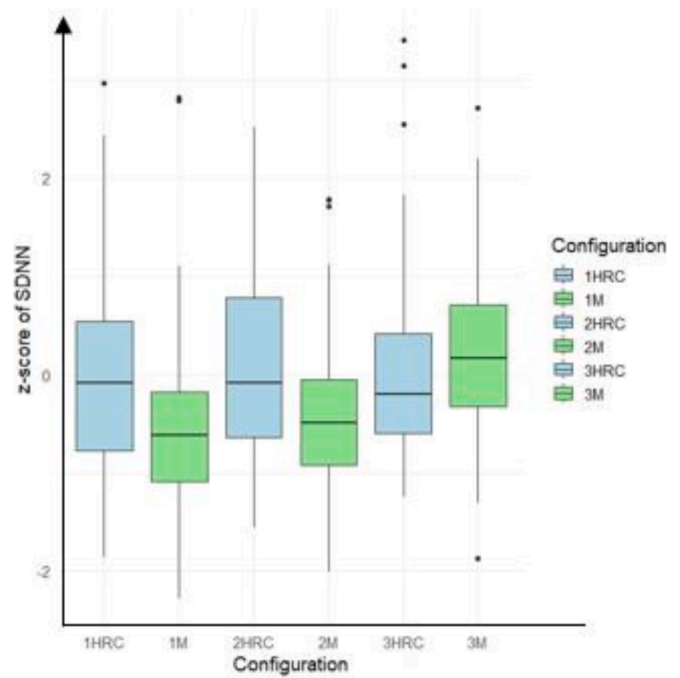 z-score of SDNN
2
0
-2
1HRC 1M 2HRC 2M 3HRC 3M
Configuration
Configuration
1HRC
1M
2HRC
2M
3HRC
3M